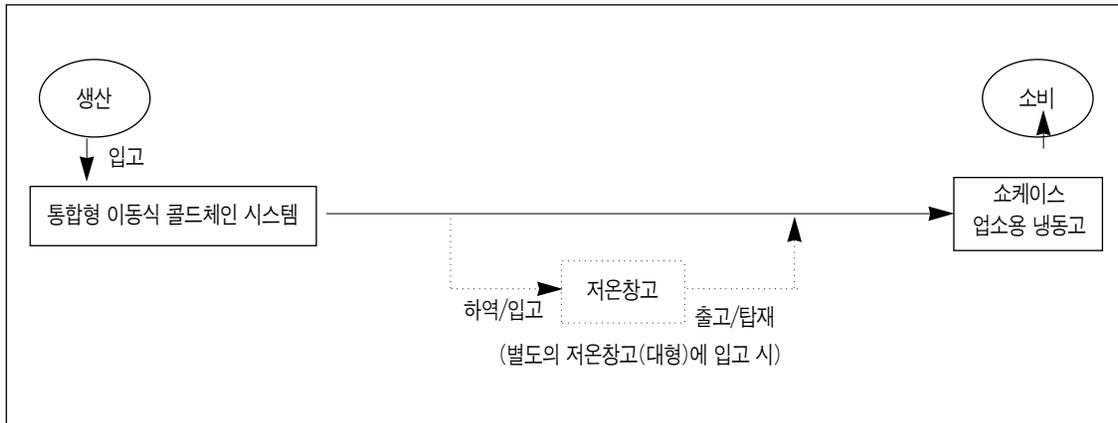 생산
소비
입고
통합형 이동식 콜드체인 시스템
쇼케이스
업소용 냉동고
저온창고
하역/입고
출고/탑재
(별도의 저온창고(대형)에 입고 시)